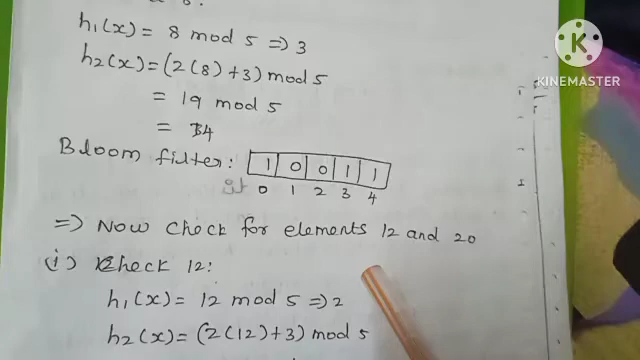 h₁(x) = 8 mod 5 ⇒ 3
h₂(x) = (2(8)+3) mod 5
= 19 mod 5
= 4
Bloom filter: 1 0 0 1 1
0 1 2 3 4
⇒ Now check for elements 12 and 20
(i) Check 12:
h₁(x) = 12 mod 5 ⇒ 2
h₂(x) = (2(12)+3) mod 5
K
KINEMASTER